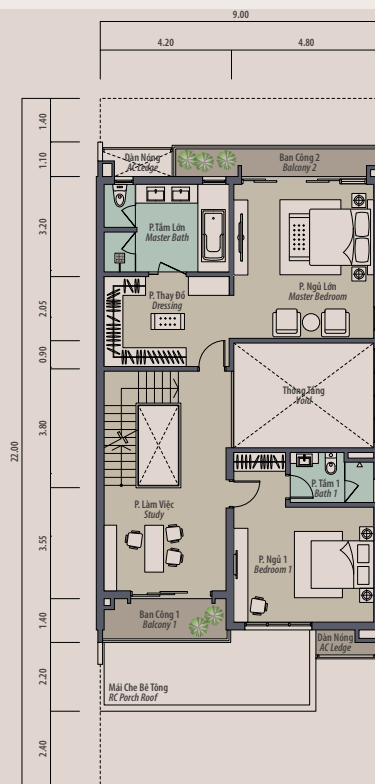 9.00
4.20
4.80
1.40
1.10
3.20
2.05
0.90
3.80
22.00
3.55
1.40
2.20
2.40
Dàn Nóng
AC Ledge
Ban Công 2
Balcony 2
P.Tắm Lớn
Master Bath
P. Ngủ Lớn
Master Bedroom
P. Thay Đồ
Dressing
Thông Tầng
Void
P. Tắm 1
Bath 1
P. Làm Việc
Study
P. Ngủ 1
Bedroom 1
Ban Công 1
Balcony 1
Dàn Nóng
AC Ledge
Mái Che Bê Tông
RC Porch Roof